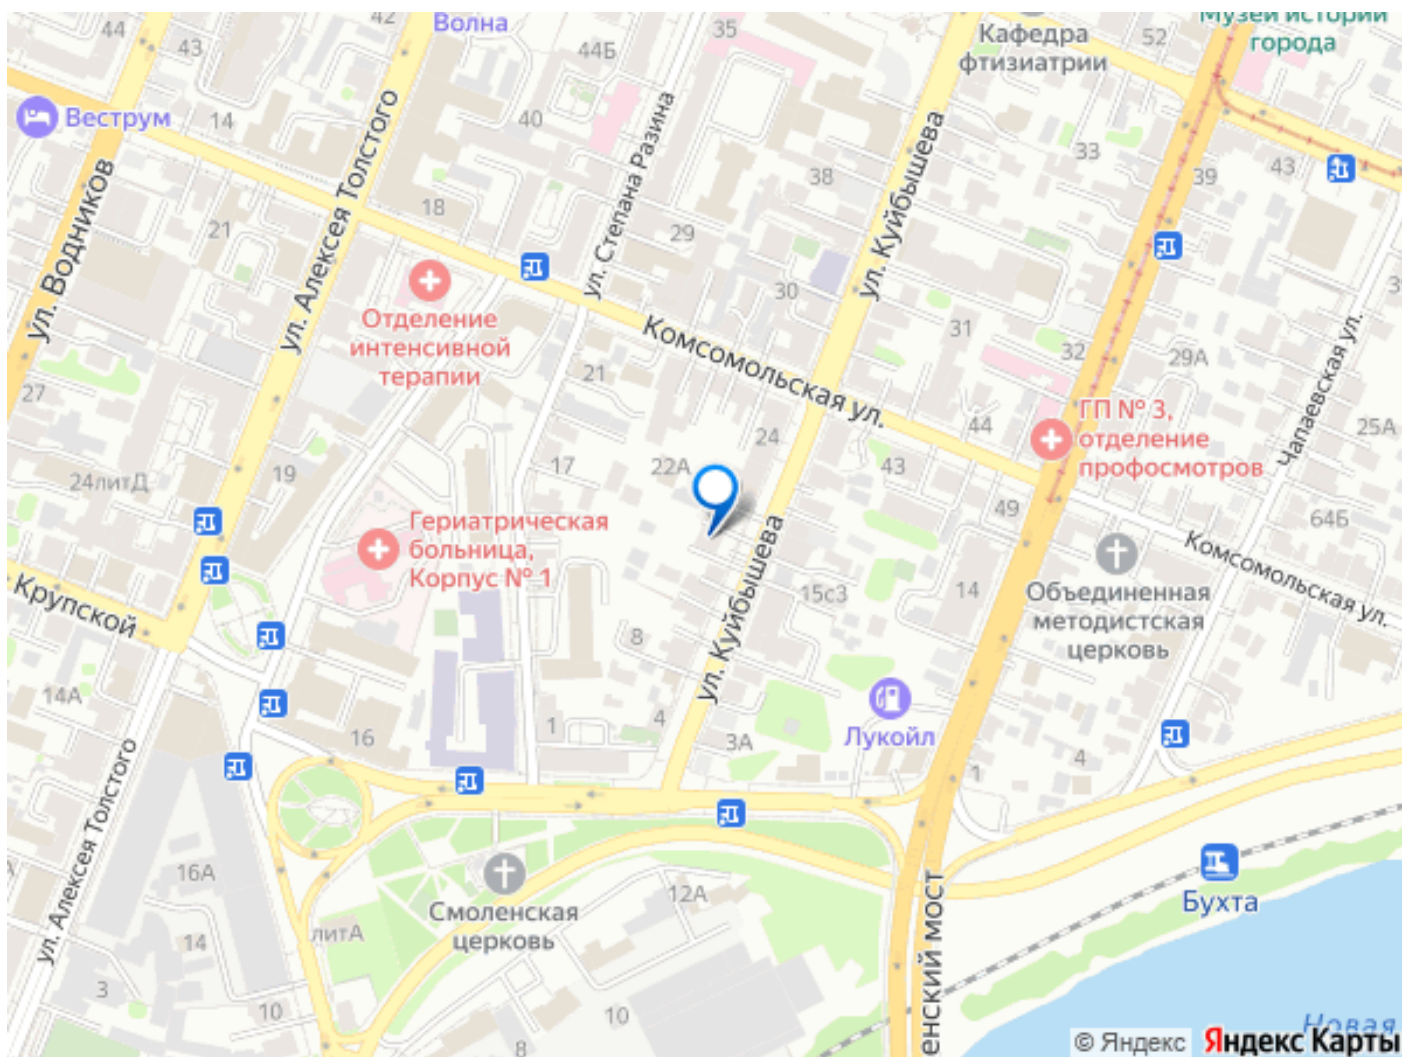 44
43
42
Волна
44Б
35
Кафедра
фтизиатрии
52
Музей истории
города
Веструм
14
40
ул. Степана Разина
38
ул. Куйбышева
33
39
43
ул. Водников
ул. Алексея Толстого
21
18
29
30
Отделение
интенсивной
терапии
Комсомольская ул.
31
32
29А
Чапаевская ул.
27
21
24
44
ГП № 3,
отделение
профосмотров
25А
24литД
19
17
22А
43
49
64Б
Гериатрическая
больница,
Корпус № 1
ул. Куйбышева
15с3
14
Объединенная
методистская
церковь
Комсомольская ул.
Крупской
8
14А
16
1
4
3А
Лукойл
1
4
ул. Алексея Толстого
16А
Смоленская
церковь
12А
Бухта
литА
14
3
10
10
8
енский мост
Новая
© Яндекс
Яндекс Карты